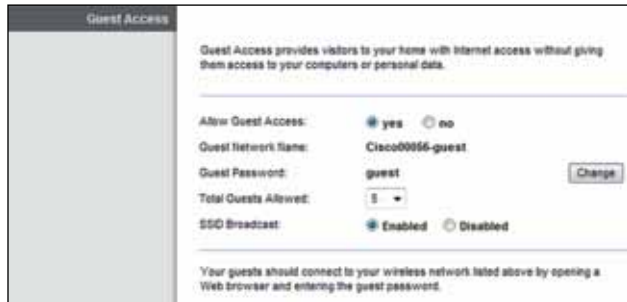 Guest Access
Guest Access provides visitors to your home with Internet access without giving
them access to your computers or personal data.
Allow Guest Access: yes no
Guest Network Name: Cisco00056-guest
Guest Password: guest Change
Total Guests Allowed: 5
SSID Broadcast: Enabled Disabled
Your guests should connect to your wireless network listed above by opening a
Web browser and entering the guest password.